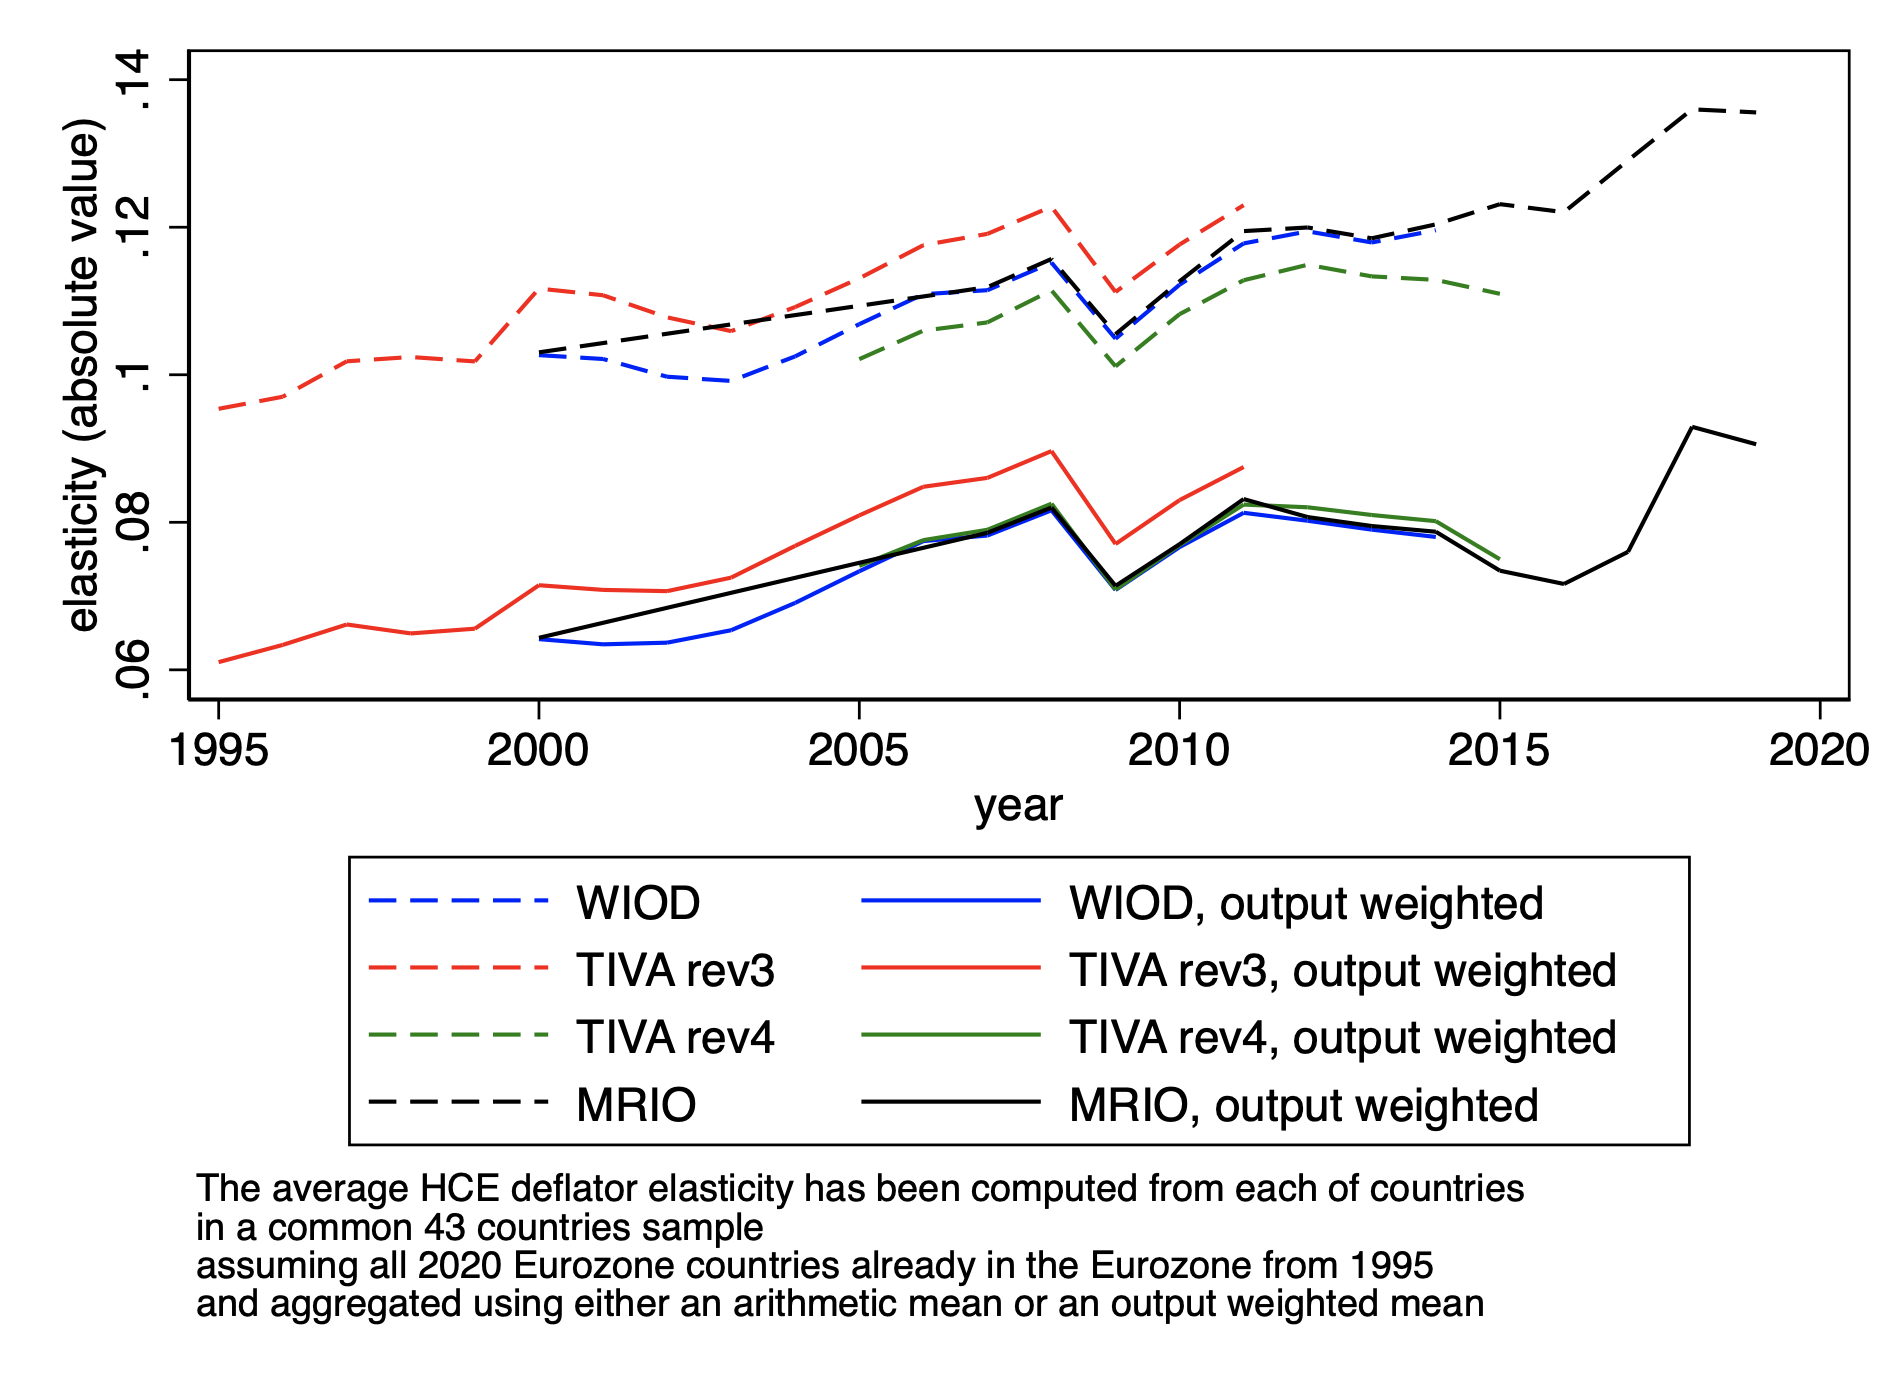 elasticity (absolute value)
.14
.12
.1
.08
.06
1995 2000 2005 2010 2015 2020
year
WIOD WIOD, output weighted
TIVA rev3 TIVA rev3, output weighted
TIVA rev4 TIVA rev4, output weighted
MRIO MRIO, output weighted
The average HCE deflator elasticity has been computed from each of countries
in a common 43 countries sample
assuming all 2020 Eurozone countries already in the Eurozone from 1995
and aggregated using either an arithmetic mean or an output weighted mean